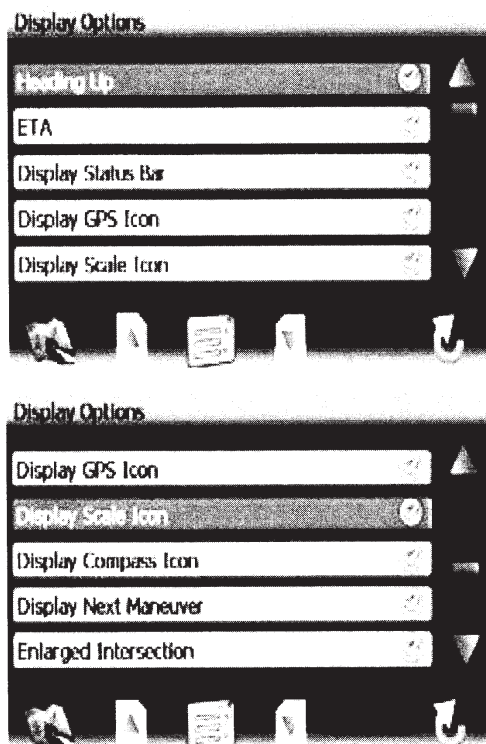 Display Options
Heading Up
ETA
Display Status Bar
Display GPS Icon
Display Scale Icon
Display Options
Display GPS Icon
Display Scale Icon
Display Compass Icon
Display Next Maneuver
Enlarged Intersection